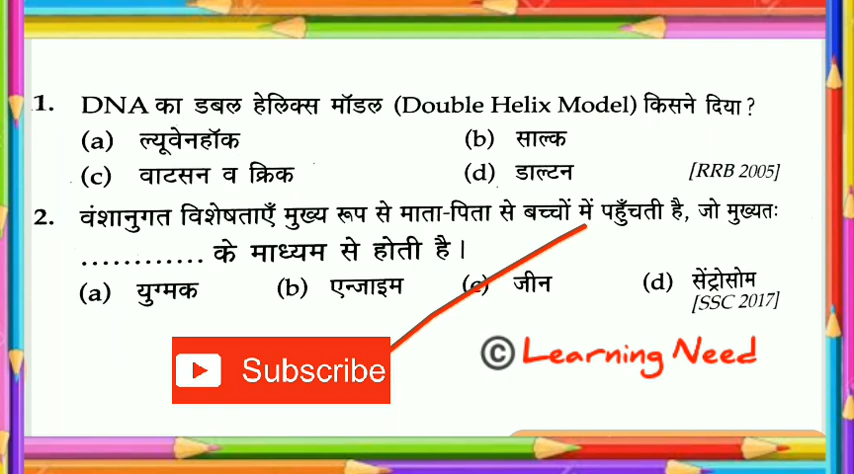 1. DNA का डबल हेलिक्स मॉडल (Double Helix Model) किसने दिया ?
(a) ल्यूवेनहॉक (b) साल्क
(c) वाटसन व क्रिक (d) डाल्टन [RRB 2005]
2. वंशानुगत विशेषताएँ मुख्य रूप से माता-पिता से बच्चों में पहुँचती है, जो मुख्यतः
............ के माध्यम से होती है।
(a) युग्मक (b) एन्जाइम (c) जीन (d) सेंट्रोसोम
[SSC 2017]
Subscribe
© Learning Need